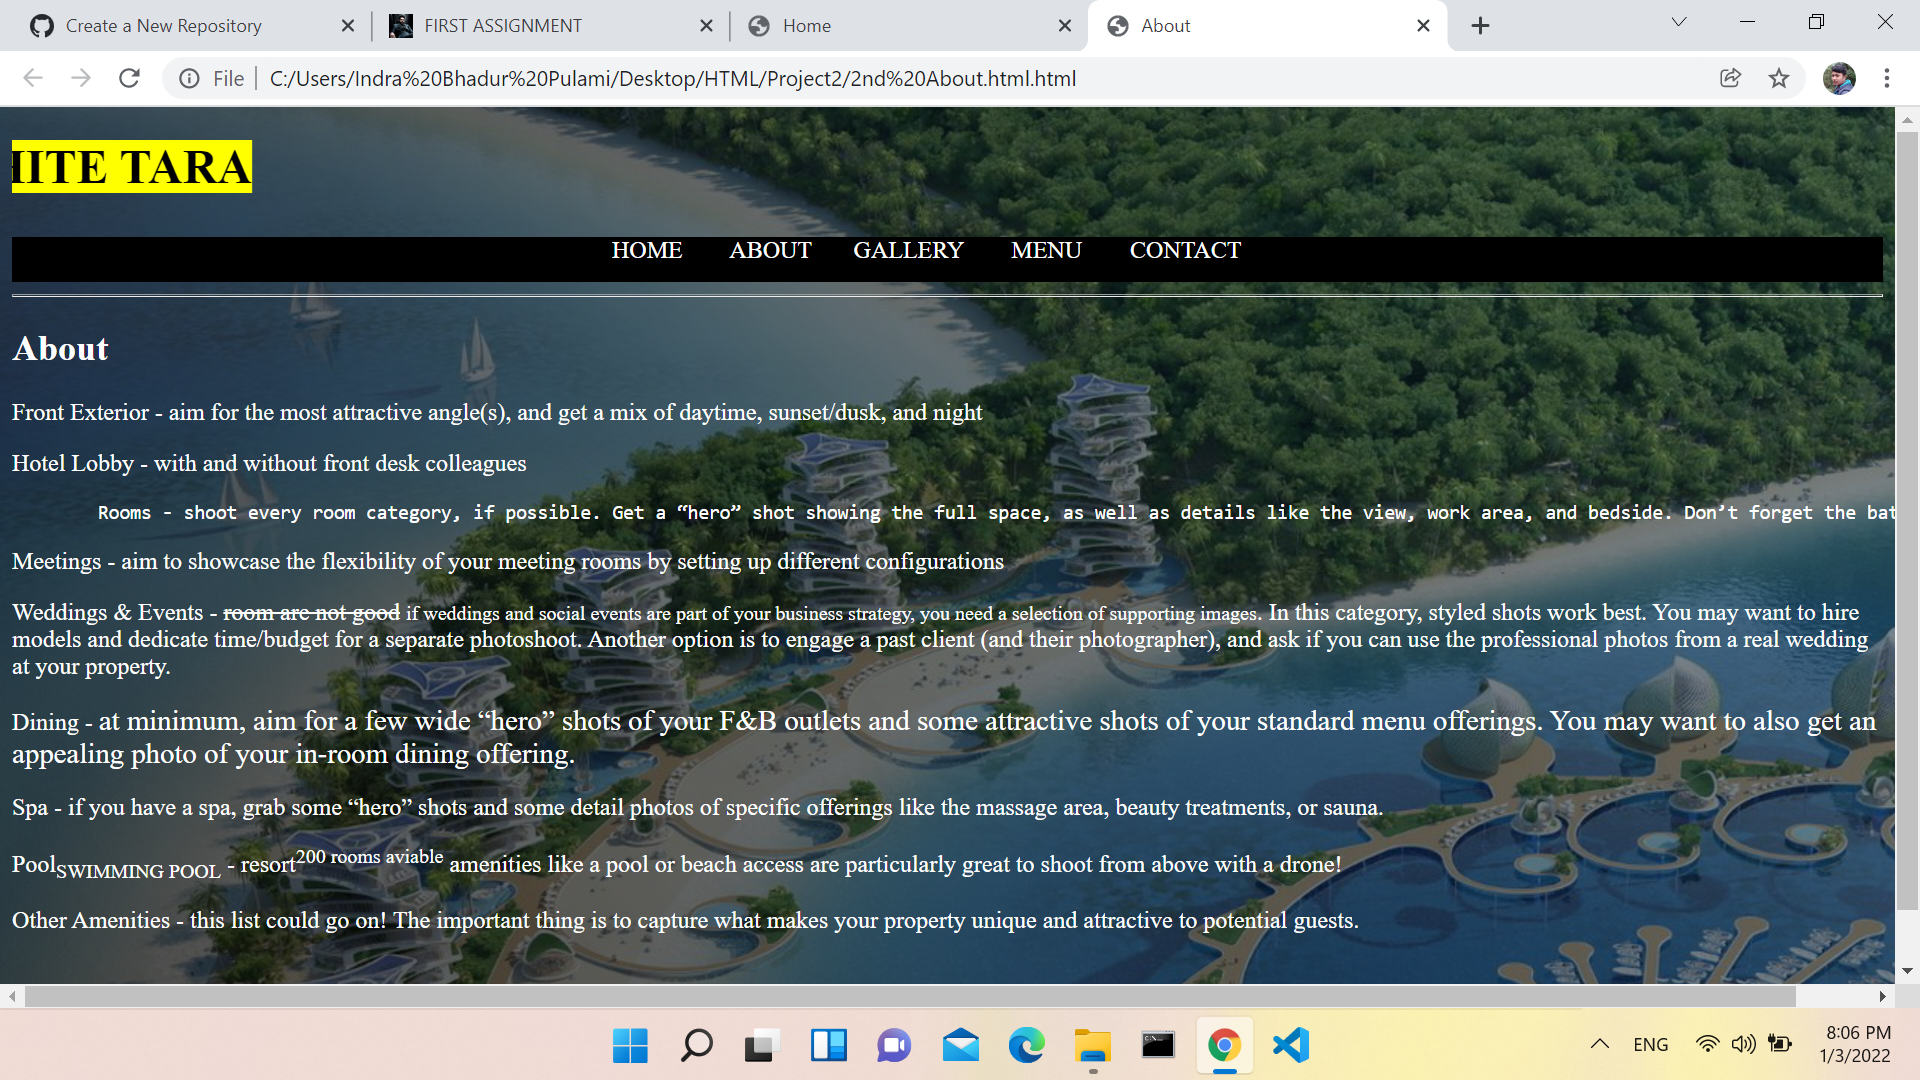 Create a New Repository
FIRST ASSIGNMENT
Home
About
File
C:/Users/Indra%20Bhadur%20Pulami/Desktop/HTML/Project2/2nd%20About.html.html
HITE TARA
HOME ABOUT GALLERY MENU CONTACT
About
Front Exterior - aim for the most attractive angle(s), and get a mix of daytime, sunset/dusk, and night
Hotel Lobby - with and without front desk colleagues
Rooms - shoot every room category, if possible. Get a “hero” shot showing the full space, as well as details like the view, work area, and bedside. Don’t forget the bat
Meetings - aim to showcase the flexibility of your meeting rooms by setting up different configurations
Weddings & Events - room are not good if weddings and social events are part of your business strategy, you need a selection of supporting images. In this category, styled shots work best. You may want to hire
models and dedicate time/budget for a separate photoshoot. Another option is to engage a past client (and their photographer), and ask if you can use the professional photos from a real wedding
at your property.
Dining - at minimum, aim for a few wide “hero” shots of your F&B outlets and some attractive shots of your standard menu offerings. You may want to also get an
appealing photo of your in-room dining offering.
Spa - if you have a spa, grab some “hero” shots and some detail photos of specific offerings like the massage area, beauty treatments, or sauna.
PoolSWIMMING POOL - resort200 rooms aviable amenities like a pool or beach access are particularly great to shoot from above with a drone!
Other Amenities - this list could go on! The important thing is to capture what makes your property unique and attractive to potential guests.
ENG
8:06 PM
1/3/2022